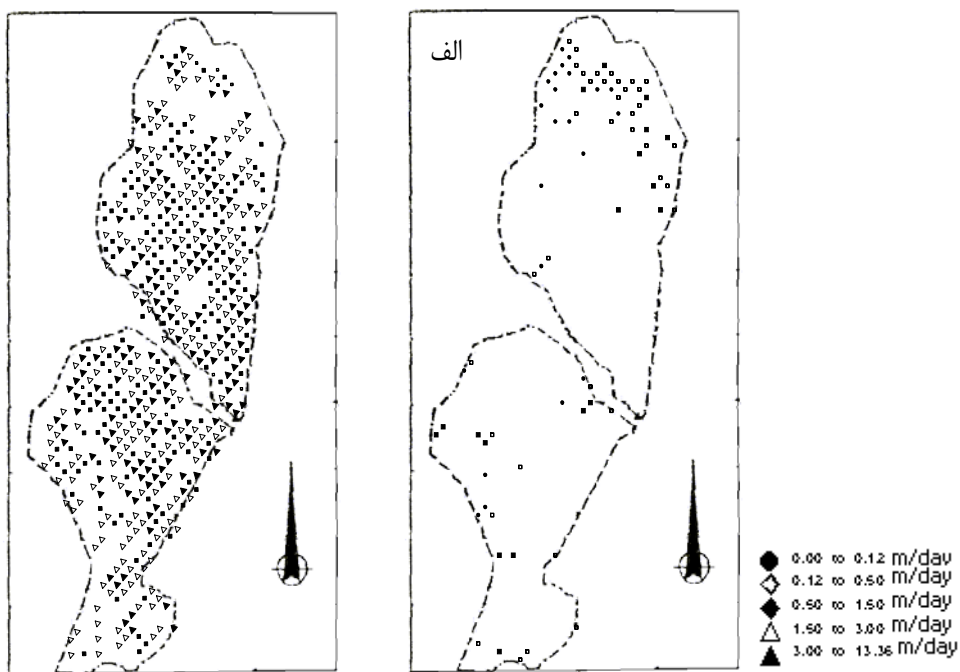 الف
0.00 to 0.12 m/day
0.12 to 0.50 m/day
0.50 to 1.50 m/day
1.50 to 3.00 m/day
3.00 to 13.36 m/day